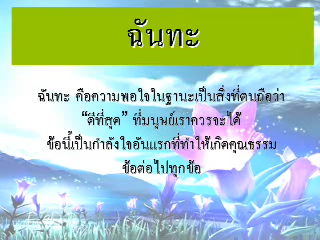 ฉันทะ
ฉันทะ คือความพอใจในฐานะเป็นสิ่งที่ตนถือว่า
“ดีที่สุด” ที่มนุษย์เราควรจะได้
ข้อนี้เป็นกำลังใจอันแรกที่ทำให้เกิดคุณธรรม
ข้อต่อไปทุกข้อ